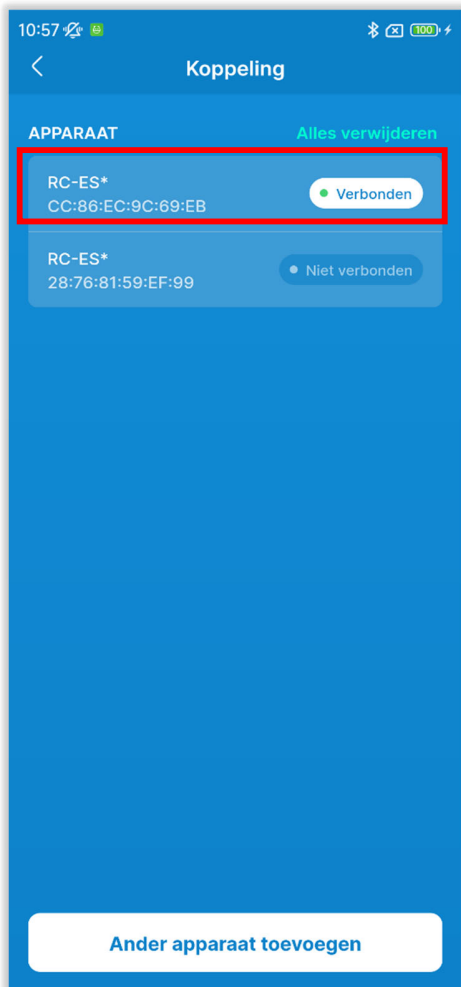 10:57
100
Koppeling
APPARAAT
Alles verwijderen
RC-ES*
CC:86:EC:9C:69:EB
Verbonden
RC-ES*
28:76:81:59:EF:99
Niet verbonden
Ander apparaat toevoegen